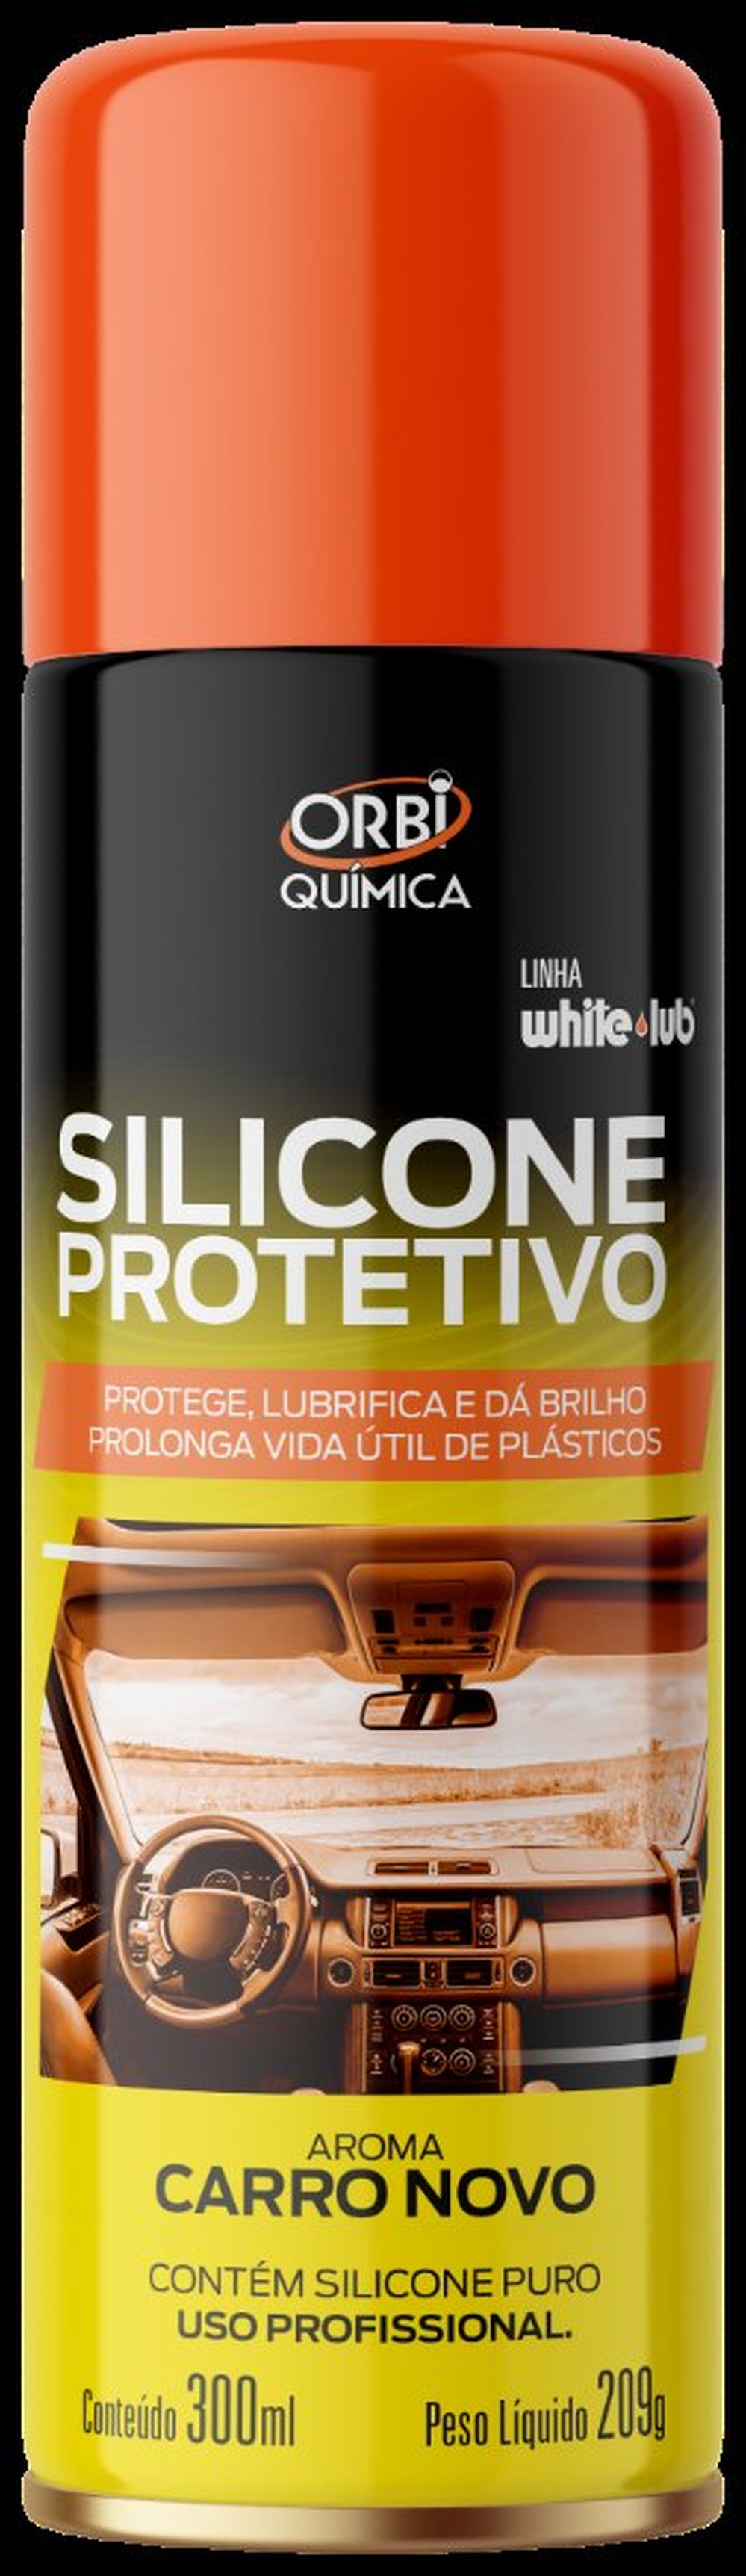 ORBI
QUÍMICA
LINHA
white lub
SILICONE
PROTETIVO
PROTEGE, LUBRIFICA E DÁ BRILHO
PROLONGA VIDA ÚTIL DE PLÁSTICOS
AROMA
CARRO NOVO
CONTÉM SILICONE PURO
USO PROFISSIONAL.
Conteúdo 300ml
Peso Líquido 209g